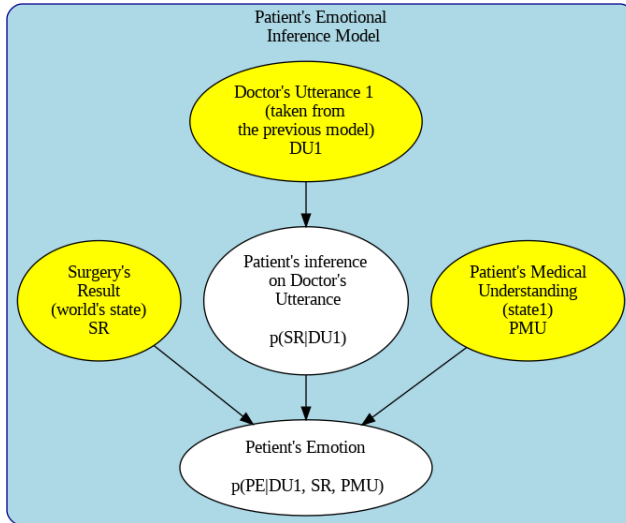 Patient's Emotional
Inference Model
Doctor's Utterance 1
(taken from
the previous model)
DU1
Surgery's
Result
(world's state)
SR
Patient's inference
on Doctor's
Utterance
p(SR|DU1)
Patient's Medical
Understanding
(state1)
PMU
Petient's Emotion
p(PE|DU1, SR, PMU)